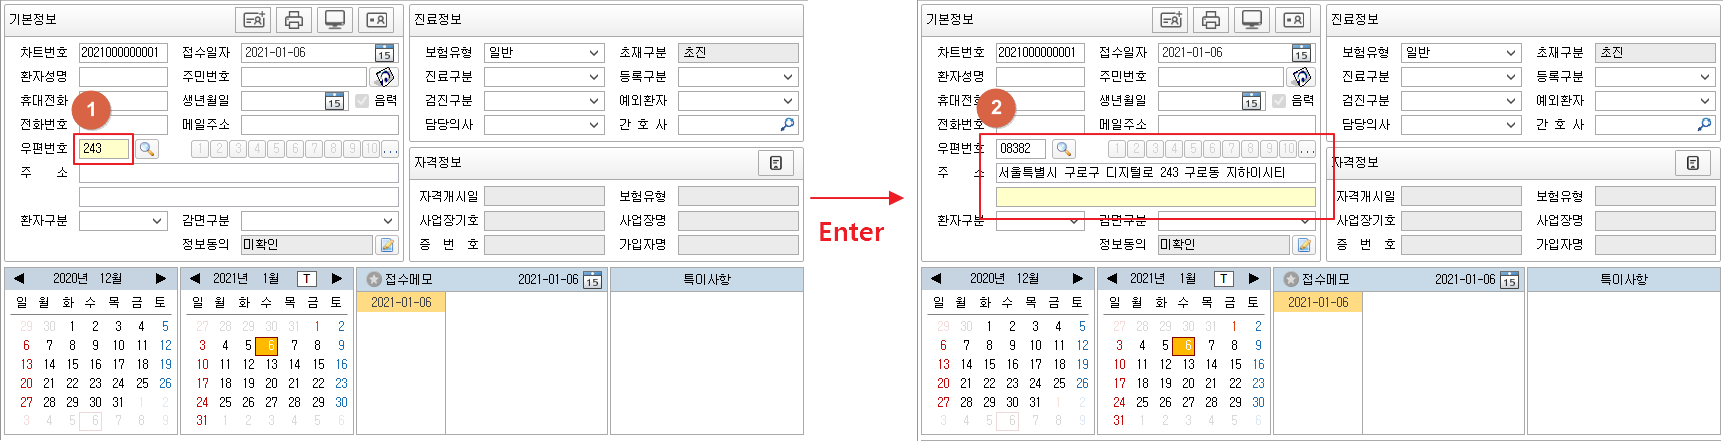 기본정보
차트번호 2021000000001 접수일자 2021-01-06 15
환자성명 주민번호
휴대전화 생년월일 15 음력
1
전화번호 메일주소
우편번호 243 1 2 3 4 5 6 7 8 9 10 ...
주 소
환자구분 감면구분
정보동의 미확인
진료정보
보험유형 일반 초재구분 초진
진료구분 등록구분
검진구분 예외환자
담당의사 간 호 사
자격정보
자격개시일 보험유형
사업장기호 사업장명
증 번 호 가입자명
2020년 12월
일 월 화 수 목 금 토
29 30 1 2 3 4 5
6 7 8 9 10 11 12
13 14 15 16 17 18 19
20 21 22 23 24 25 26
27 28 29 30 31 1 2
3 4 5 6 7 8 9
2021년 1월 T
일 월 화 수 목 금 토
27 28 29 30 31 1 2
3 4 5 6 7 8 9
10 11 12 13 14 15 16
17 18 19 20 21 22 23
24 25 26 27 28 29 30
31 1 2 3 4 5 6
접수메모 2021-01-06 15
2021-01-06
특이사항
Enter
기본정보
차트번호 2021000000001 접수일자 2021-01-06 15
환자성명 주민번호
휴대전화 생년월일 15 음력
2
전화번호 메일주소
우편번호 08382 1 2 3 4 5 6 7 8 9 10 ...
주 소 서울특별시 구로구 디지털로 243 구로동 지하이시티
환자구분 감면구분
정보동의 미확인
진료정보
보험유형 일반 초재구분 초진
진료구분 등록구분
검진구분 예외환자
담당의사 간 호 사
자격정보
자격개시일 보험유형
사업장기호 사업장명
증 번 호 가입자명
2020년 12월
일 월 화 수 목 금 토
29 30 1 2 3 4 5
6 7 8 9 10 11 12
13 14 15 16 17 18 19
20 21 22 23 24 25 26
27 28 29 30 31 1 2
3 4 5 6 7 8 9
2021년 1월 T
일 월 화 수 목 금 토
27 28 29 30 31 1 2
3 4 5 6 7 8 9
10 11 12 13 14 15 16
17 18 19 20 21 22 23
24 25 26 27 28 29 30
31 1 2 3 4 5 6
접수메모 2021-01-06 15
2021-01-06
특이사항